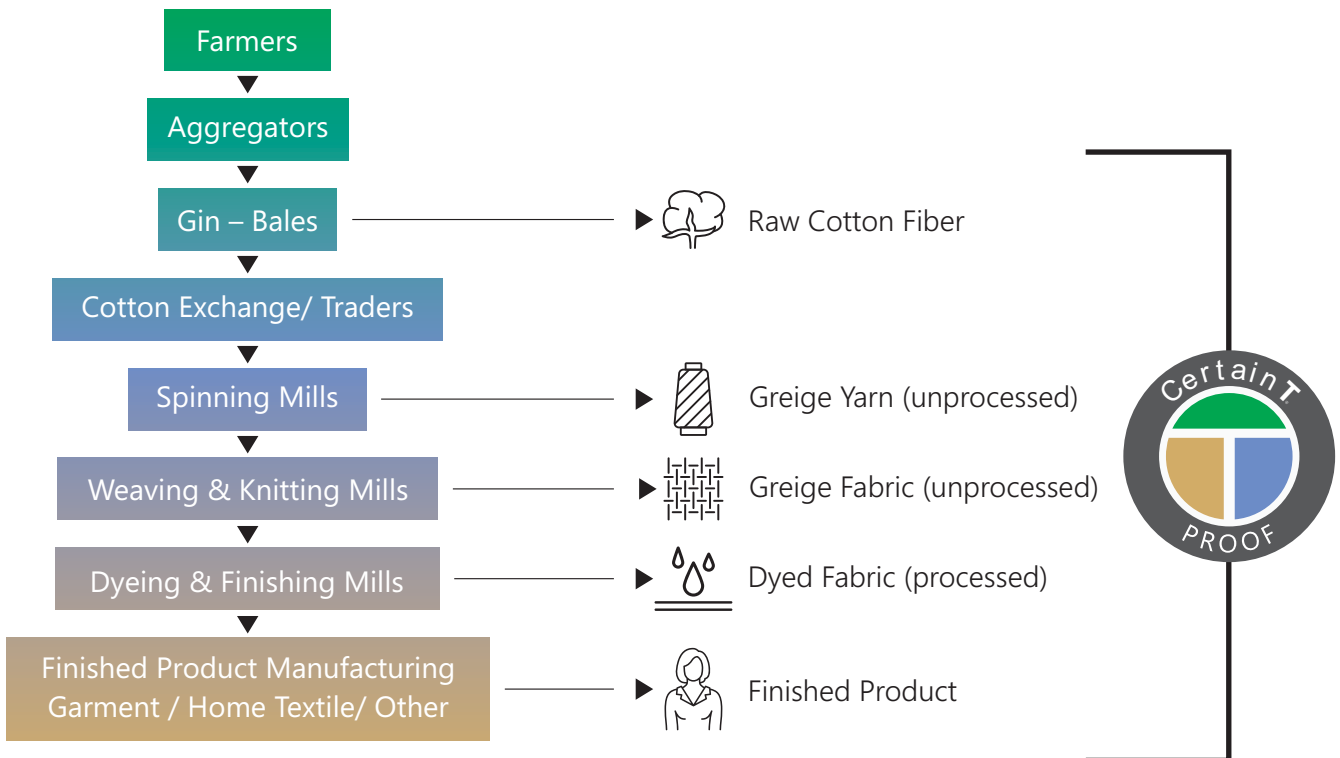 Farmers
Aggregators
Gin – Bales
Raw Cotton Fiber
Cotton Exchange/ Traders
Spinning Mills
Greige Yarn (unprocessed)
Weaving & Knitting Mills
Greige Fabric (unprocessed)
Dyeing & Finishing Mills
Dyed Fabric (processed)
Finished Product Manufacturing
Garment / Home Textile/ Other
Finished Product
CertainT
PROOF